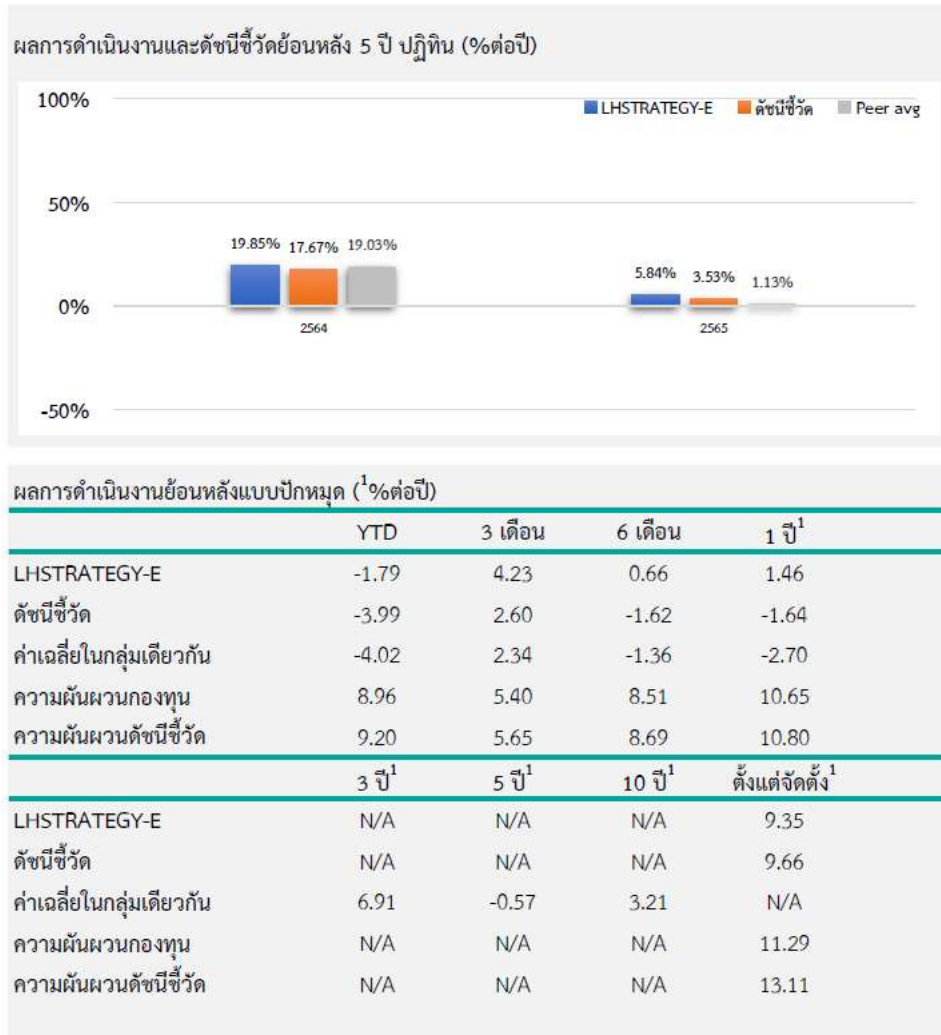 ผลการดำเนินงานและดัชนีชี้วัดย้อนหลัง 5 ปี ปฏิทิน (%ต่อปี)
100%
LHSTRATEGY-E ดัชนีชี้วัด Peer avg
50%
19.85% 17.67% 19.03%
5.84% 3.53% 1.13%
0%
2564 2565
-50%
ผลการดำเนินงานย้อนหลังแบบปักหมุด (¹%ต่อปี)
YTD 3 เดือน 6 เดือน 1 ปี¹
LHSTRATEGY-E -1.79 4.23 0.66 1.46
ดัชนีชี้วัด -3.99 2.60 -1.62 -1.64
ค่าเฉลี่ยในกลุ่มเดียวกัน -4.02 2.34 -1.36 -2.70
ความผันผวนกองทุน 8.96 5.40 8.51 10.65
ความผันผวนดัชนีชี้วัด 9.20 5.65 8.69 10.80
3 ปี¹ 5 ปี¹ 10 ปี¹ ตั้งแต่จัดตั้ง¹
LHSTRATEGY-E N/A N/A N/A 9.35
ดัชนีชี้วัด N/A N/A N/A 9.66
ค่าเฉลี่ยในกลุ่มเดียวกัน 6.91 -0.57 3.21 N/A
ความผันผวนกองทุน N/A N/A N/A 11.29
ความผันผวนดัชนีชี้วัด N/A N/A N/A 13.11